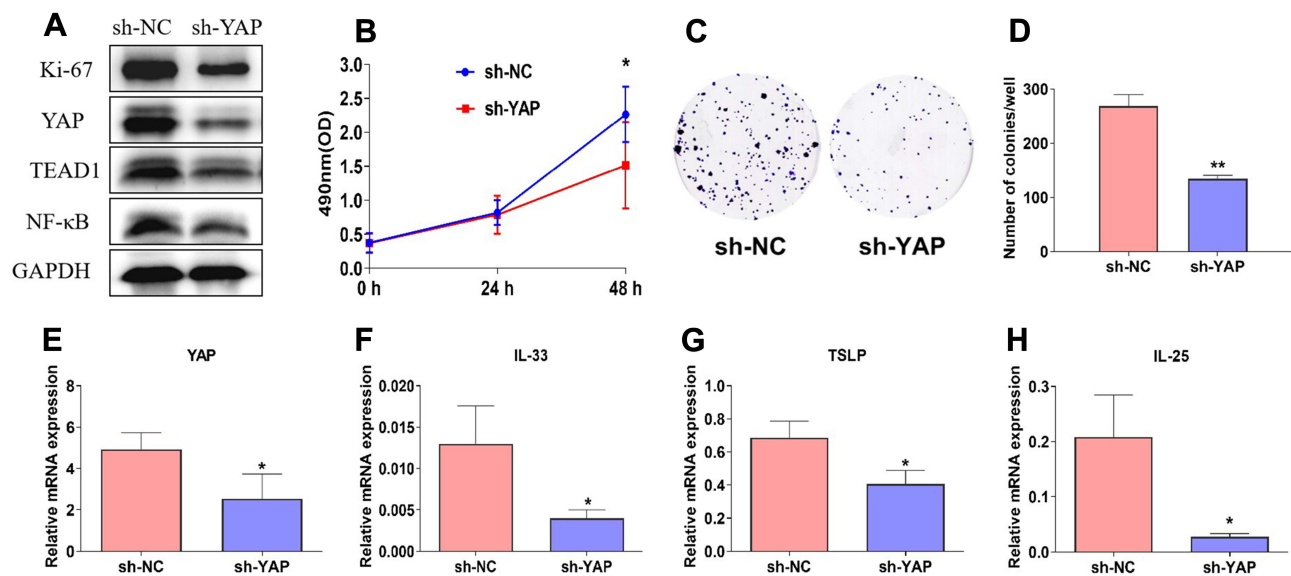 A
sh-NC sh-YAP
Ki-67
YAP
TEAD1
NF-κB
GAPDH
B
3.0
2.5
2.0
1.5
1.0
0.5
0.0
490nm(OD)
sh-NC
sh-YAP
*
0 h 24 h 48 h
C
sh-NC sh-YAP
D
Number of colonies/well
300
200
100
0
**
sh-NC sh-YAP
E
YAP
Relative mRNA expression
8
6
4
2
0
*
sh-NC sh-YAP
F
IL-33
Relative mRNA expression
0.020
0.015
0.010
0.005
0.000
*
sh-NC sh-YAP
G
TSLP
Relative mRNA expression
1.0
0.8
0.6
0.4
0.2
0.0
*
sh-NC sh-YAP
H
IL-25
Relative mRNA expression
0.3
0.2
0.1
0.0
*
sh-NC sh-YAP